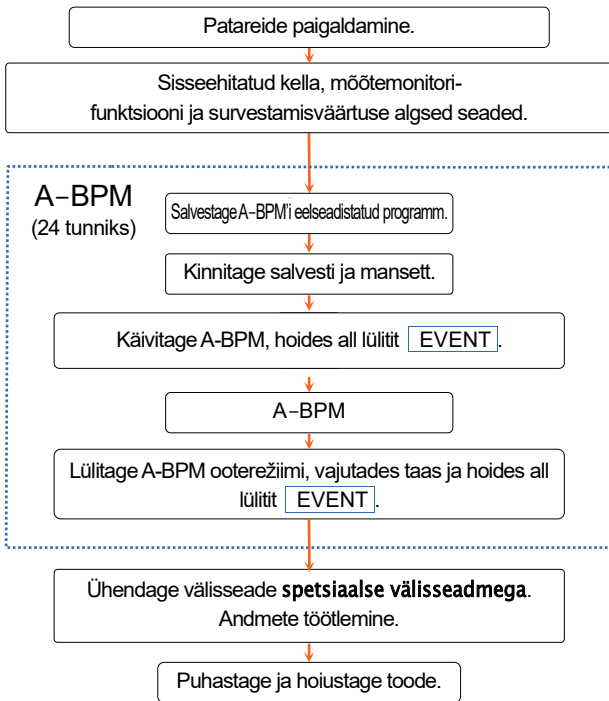 Patareide paigaldamine.
Sisseehitatud kella, mõõtemonitori-
funktsiooni ja survestamisväärtuse algsed seaded.
A-BPM
(24 tunniks)
Salvestage A-BPM'i eelseadistatud programm.
Kinnitage salvesti ja mansett.
Käivitage A-BPM, hoides all lülitit EVENT.
A-BPM
Lülitage A-BPM ooterežiimi, vajutades taas ja hoides all
lülitit EVENT.
Ühendage välisseade spetsiaalse välisseadmega.
Andmete töötlemine.
Puhastage ja hoiustage toode.